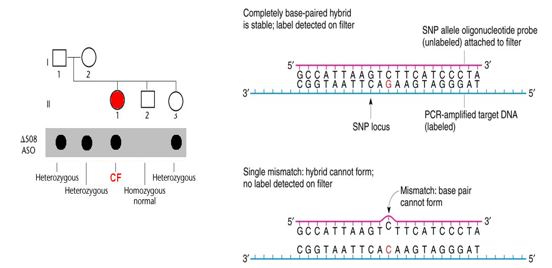 I
1
2
II
1
2
3
Δ508
ASO
Heterozygous
Heterozygous
CF
Homozygous
normal
Heterozygous
Completely base-paired hybrid
is stable; label detected on filter
SNP allele oligonucleotide probe
(unlabeled) attached to filter
5′ 3′
GCCATTAAGTCTTCATCCCTA
CGGTAATTCAGAAGTAGGGAT
3′ 5′
SNP locus
PCR-amplified target DNA
(labeled)
Single mismatch: hybrid cannot form;
no label detected on filter
Mismatch: base pair
cannot form
5′ 3′
GCCATTAAGTCTTCATCCCTA
CGGTAATTCACAAGTAGGGAT
3′ 5′